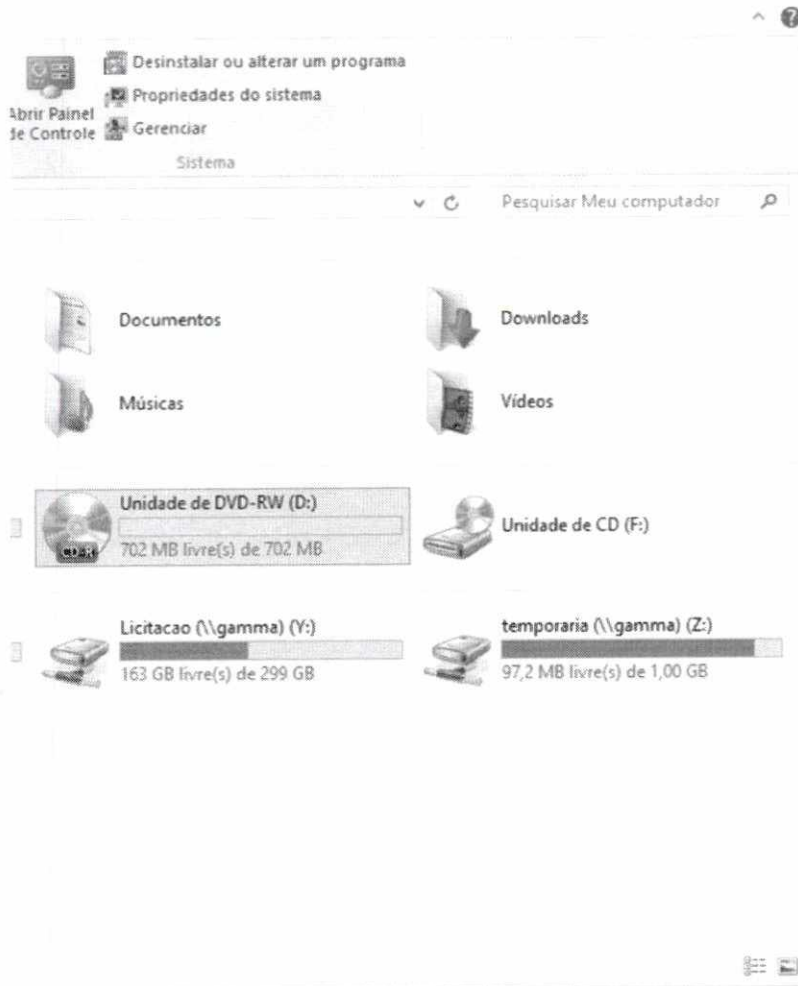 Desinstalar ou alterar um programa
Propriedades do sistema
Abrir Painel
de Controle
Gerenciar
Sistema
Pesquisar Meu computador
Documentos
Downloads
Músicas
Vídeos
Unidade de DVD-RW (D:)
CD-R
702 MB livre(s) de 702 MB
Unidade de CD (F:)
Licitacao (\\gamma) (Y:)
163 GB livre(s) de 299 GB
temporaria (\\gamma) (Z:)
97,2 MB livre(s) de 1,00 GB